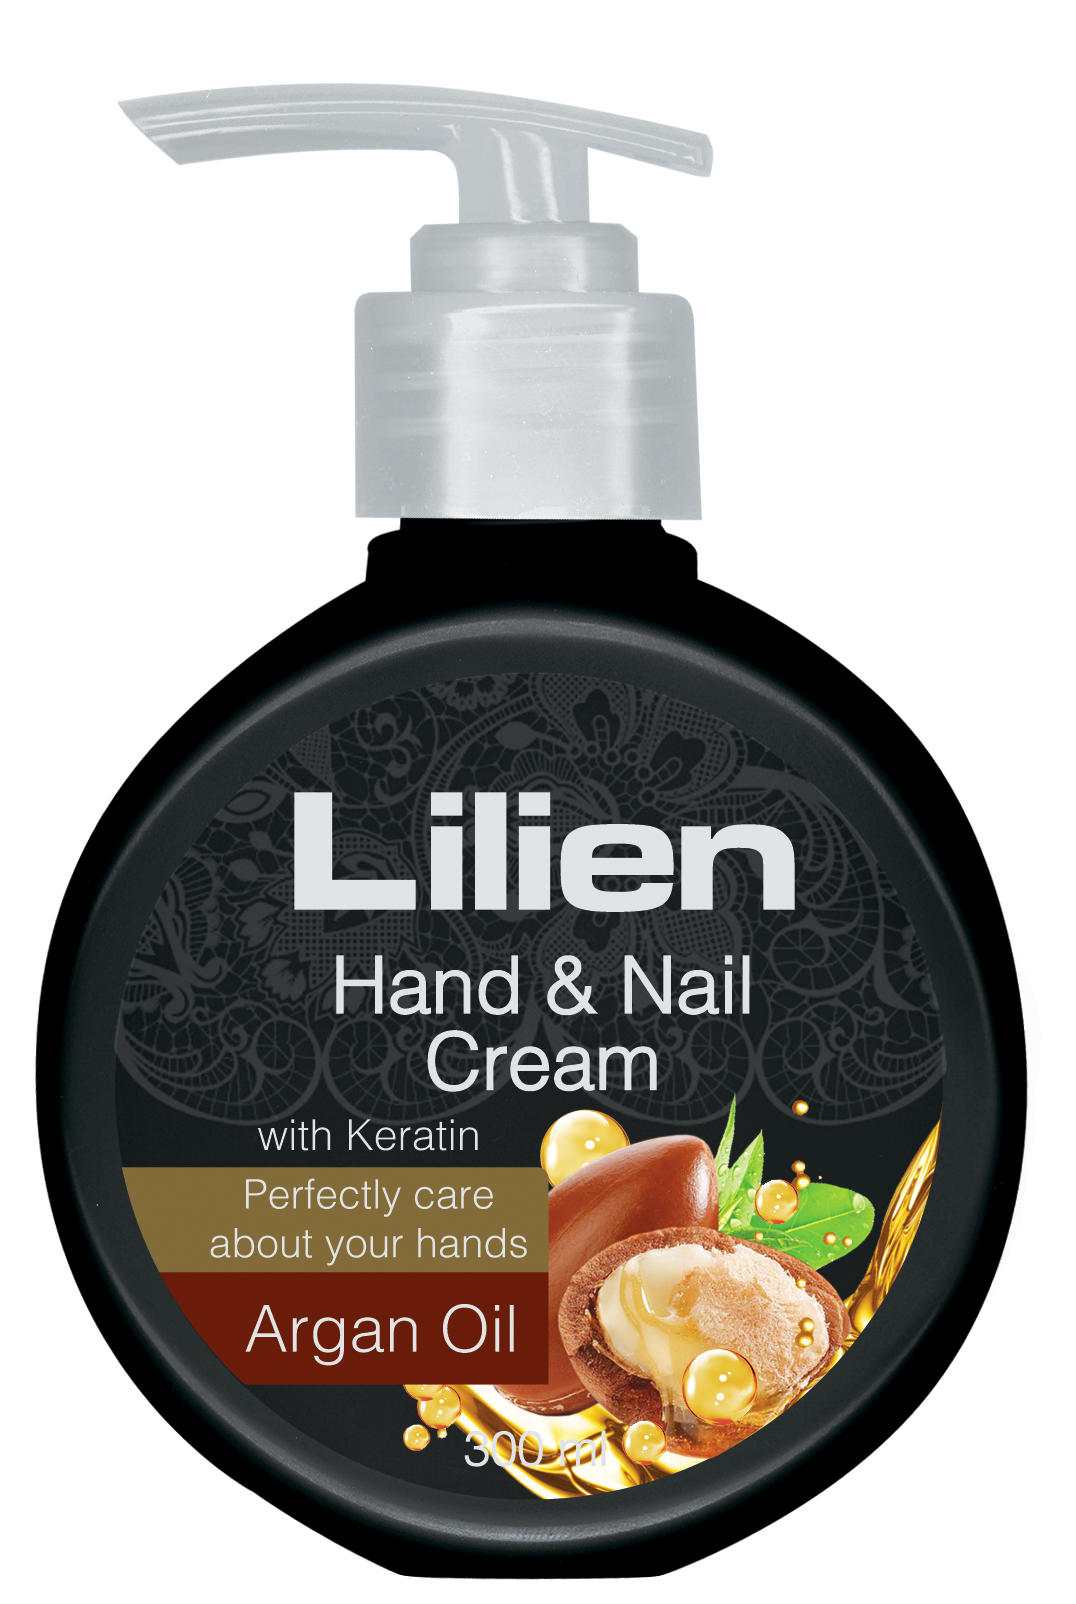 Lilien
Hand & Nail
Cream
with Keratin
Perfectly care
about your hands
Argan Oil
300 ml